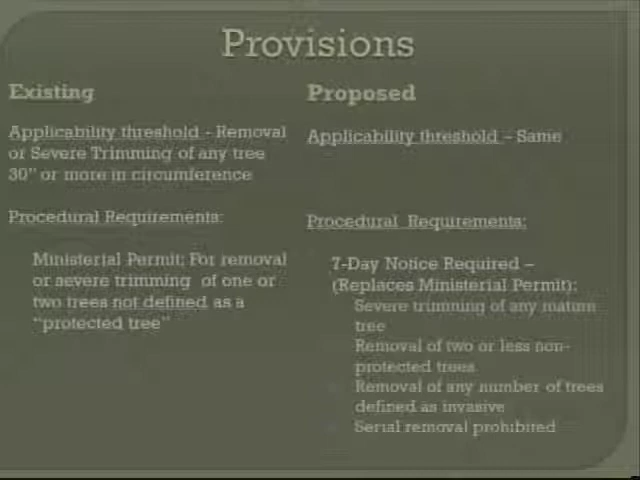 Provisions
Existing
Applicability threshold - Removal
or Severe Trimming of any tree
30" or more in circumference
Procedural Requirements:
Ministerial Permit: For removal
or severe trimming of one or
two trees not defined as a
"protected tree"
Proposed
Applicability threshold – Same
Procedural Requirements:
7-Day Notice Required –
(Replaces Ministerial Permit):
Severe trimming of any mature
tree
Removal of two or less non-
protected trees
Removal of any number of trees
defined as invasive
Serial removal prohibited